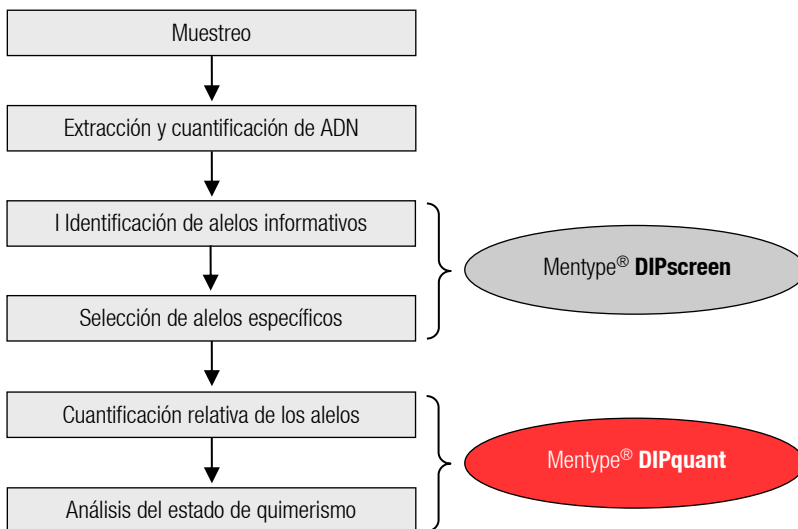 Muestreo
Extracción y cuantificación de ADN
I Identificación de alelos informativos
Mentype® DIPscreen
Selección de alelos específicos
Cuantificación relativa de los alelos
Mentype® DIPquant
Análisis del estado de quimerismo